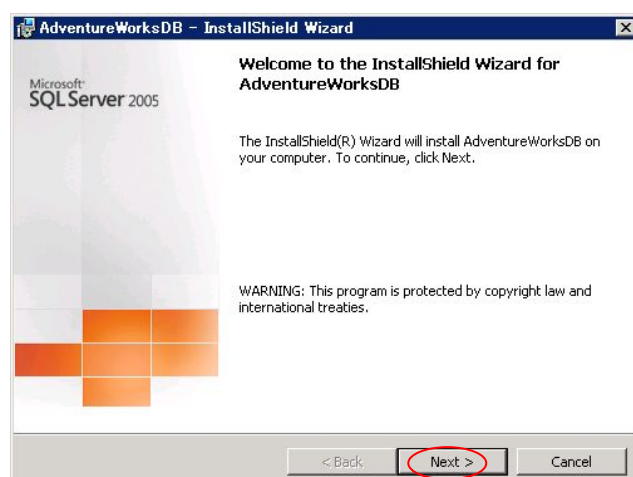 AdventureWorksDB - InstallShield Wizard
Welcome to the InstallShield Wizard for
AdventureWorksDB
Microsoft
SQL Server 2005
The InstallShield(R) Wizard will install AdventureWorksDB on
your computer. To continue, click Next.
WARNING: This program is protected by copyright law and
international treaties.
< Back
Next >
Cancel